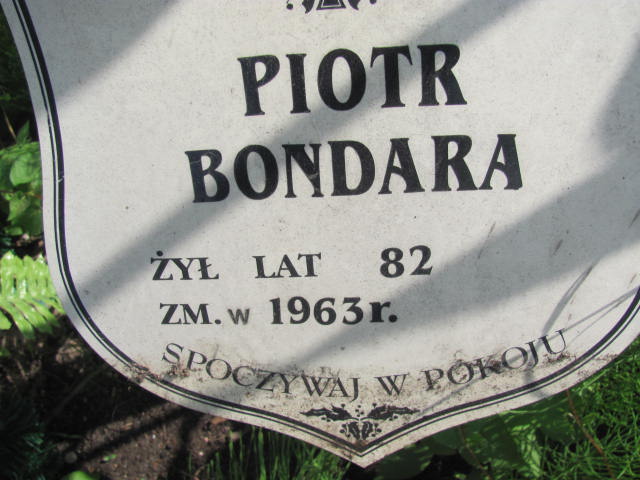 PIOTR
BONDARA
ŻYŁ LAT 82
ZM. w 1963 r.
SPOCZYWAJ W POKOJU